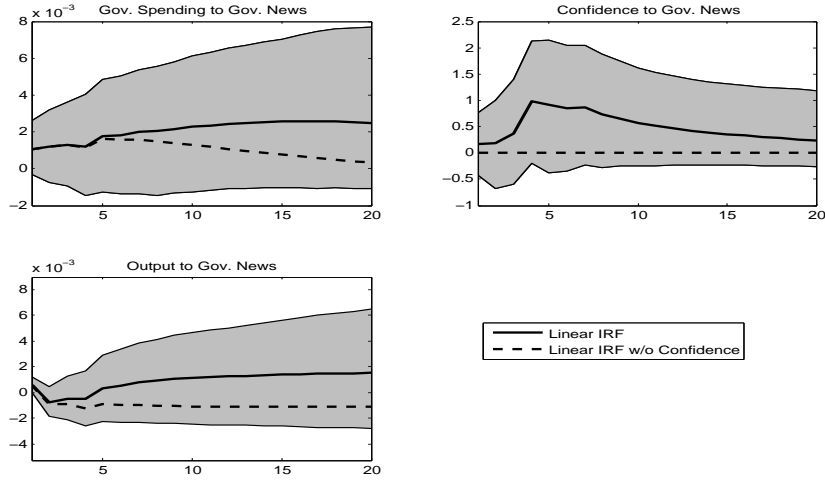 x 10⁻³ Gov. Spending to Gov. News
8
6
4
2
0
−2
5 10 15 20
Confidence to Gov. News
2.5
2
1.5
1
0.5
0
−0.5
−1
5 10 15 20
x 10⁻³ Output to Gov. News
8
6
4
2
0
−2
−4
5 10 15 20
Linear IRF
Linear IRF w/o Confidence